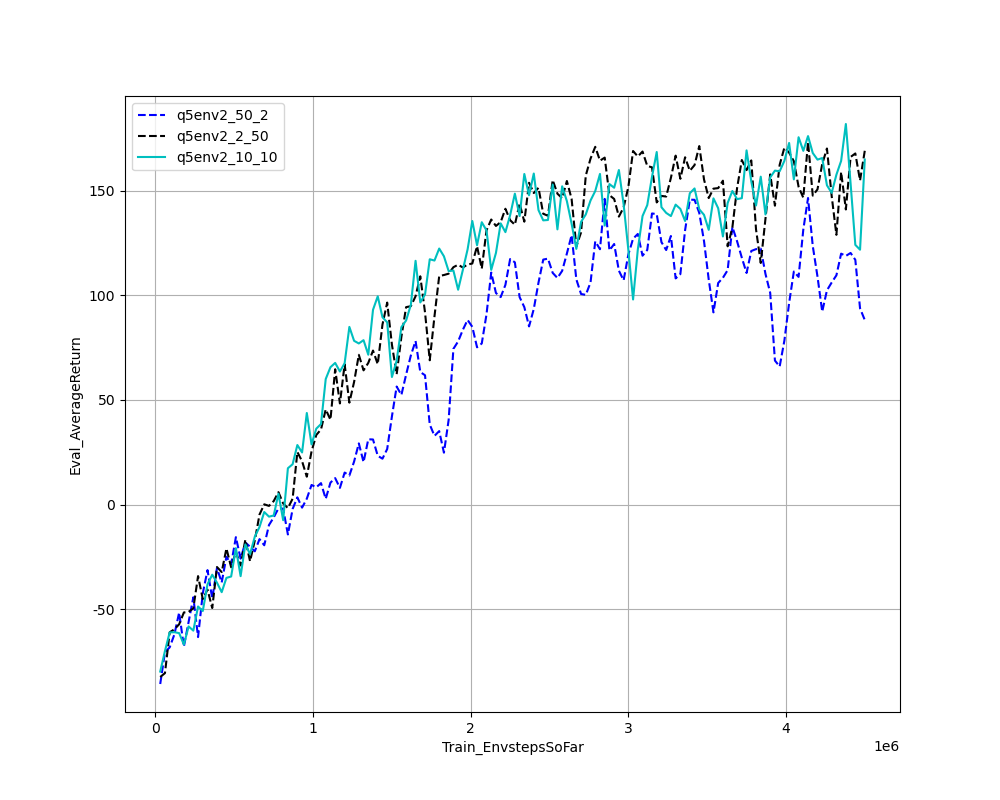 q5env2_50_2
q5env2_2_50
q5env2_10_10
150
100
50
0
-50
0 1 2 3 4
1e6
Train_EnvstepsSoFar
Eval_AverageReturn